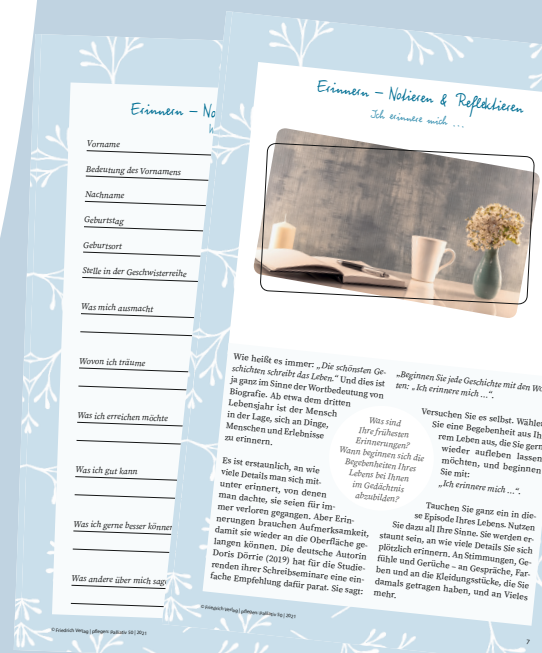 Erinnern – No
Vorname
Bedeutung des Vornamens
Nachname
Geburtstag
Geburtsort
Stelle in der Geschwisterreihe
Was mich ausmacht
Wovon ich träume
Was ich erreichen möchte
Was ich gut kann
Was ich gerne besser können
Was andere über mich sage
© Friedrich Verlag | pflegen: Inaktiv 50 | 2021
Erinnern – Notieren & Reflektieren
Ich erinnere mich ...
Wie heißt es immer: „Die schönsten Ge-
schichten schreibt das Leben.“ Und dies ist
ja ganz im Sinne der Wortbedeutung von
Biografie. Ab etwa dem dritten
Lebensjahr ist der Mensch
in der Lage, sich an Dinge,
Menschen und Erlebnisse
zu erinnern.
Es ist erstaunlich, an wie
viele Details man sich mit-
unter erinnert, von denen
man dachte, sie seien für im-
mer verloren gegangen. Aber Erin-
nerungen brauchen Aufmerksamkeit,
damit sie wieder an die Oberfläche ge-
langen können. Die deutsche Autorin
Doris Dörrie (2019) hat für die Studie-
renden ihrer Schreibseminare eine ein-
fache Empfehlung dafür parat. Sie sagt:
Was sind
Ihre frühesten
Erinnerungen?
Wann beginnen sich die
Begebenheiten Ihres
Lebens bei Ihnen
im Gedächtnis
abzubilden?
„Beginnen Sie jede Geschichte mit den Wo
ten: „Ich erinnere mich ...“.
Versuchen Sie es selbst. Wähle
Sie eine Begebenheit aus Ih
rem Leben aus, die Sie gern
wieder aufleben lassen
möchten, und beginnen
Sie mit:
„Ich erinnere mich ...“.
Tauchen Sie ganz ein in die-
se Episode Ihres Lebens. Nutzen
Sie dazu all Ihre Sinne. Sie werden er-
staunt sein, an wie viele Details Sie sich
plötzlich erinnern. An Stimmungen, Ge-
fühle und Gerüche – an Gespräche, Far-
ben und an die Kleidungsstücke, die Sie
damals getragen haben, und an Vieles
mehr.
© Friedrich Verlag | pflegen: Inaktiv 50 | 2021
7